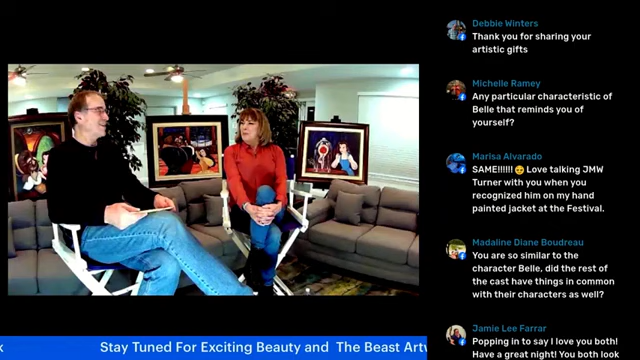 Debbie Winters
Thank you for sharing your
artistic gifts
Michelle Ramey
Any particular characteristic of
Belle that reminds you of
yourself?
Marisa Alvarado
SAME!!!!!! 🥺 Love talking JMW
Turner with you when you
recognized him on my hand
painted jacket at the Festival.
Madaline Diane Boudreau
You are so similar to the
character Belle, did the rest of
the cast have things in common
with their characters as well?
Jamie Lee Farrar
Popping in to say I love you both!
Have a great night! You both look
Stay Tuned For Exciting Beauty and The Beast Artw